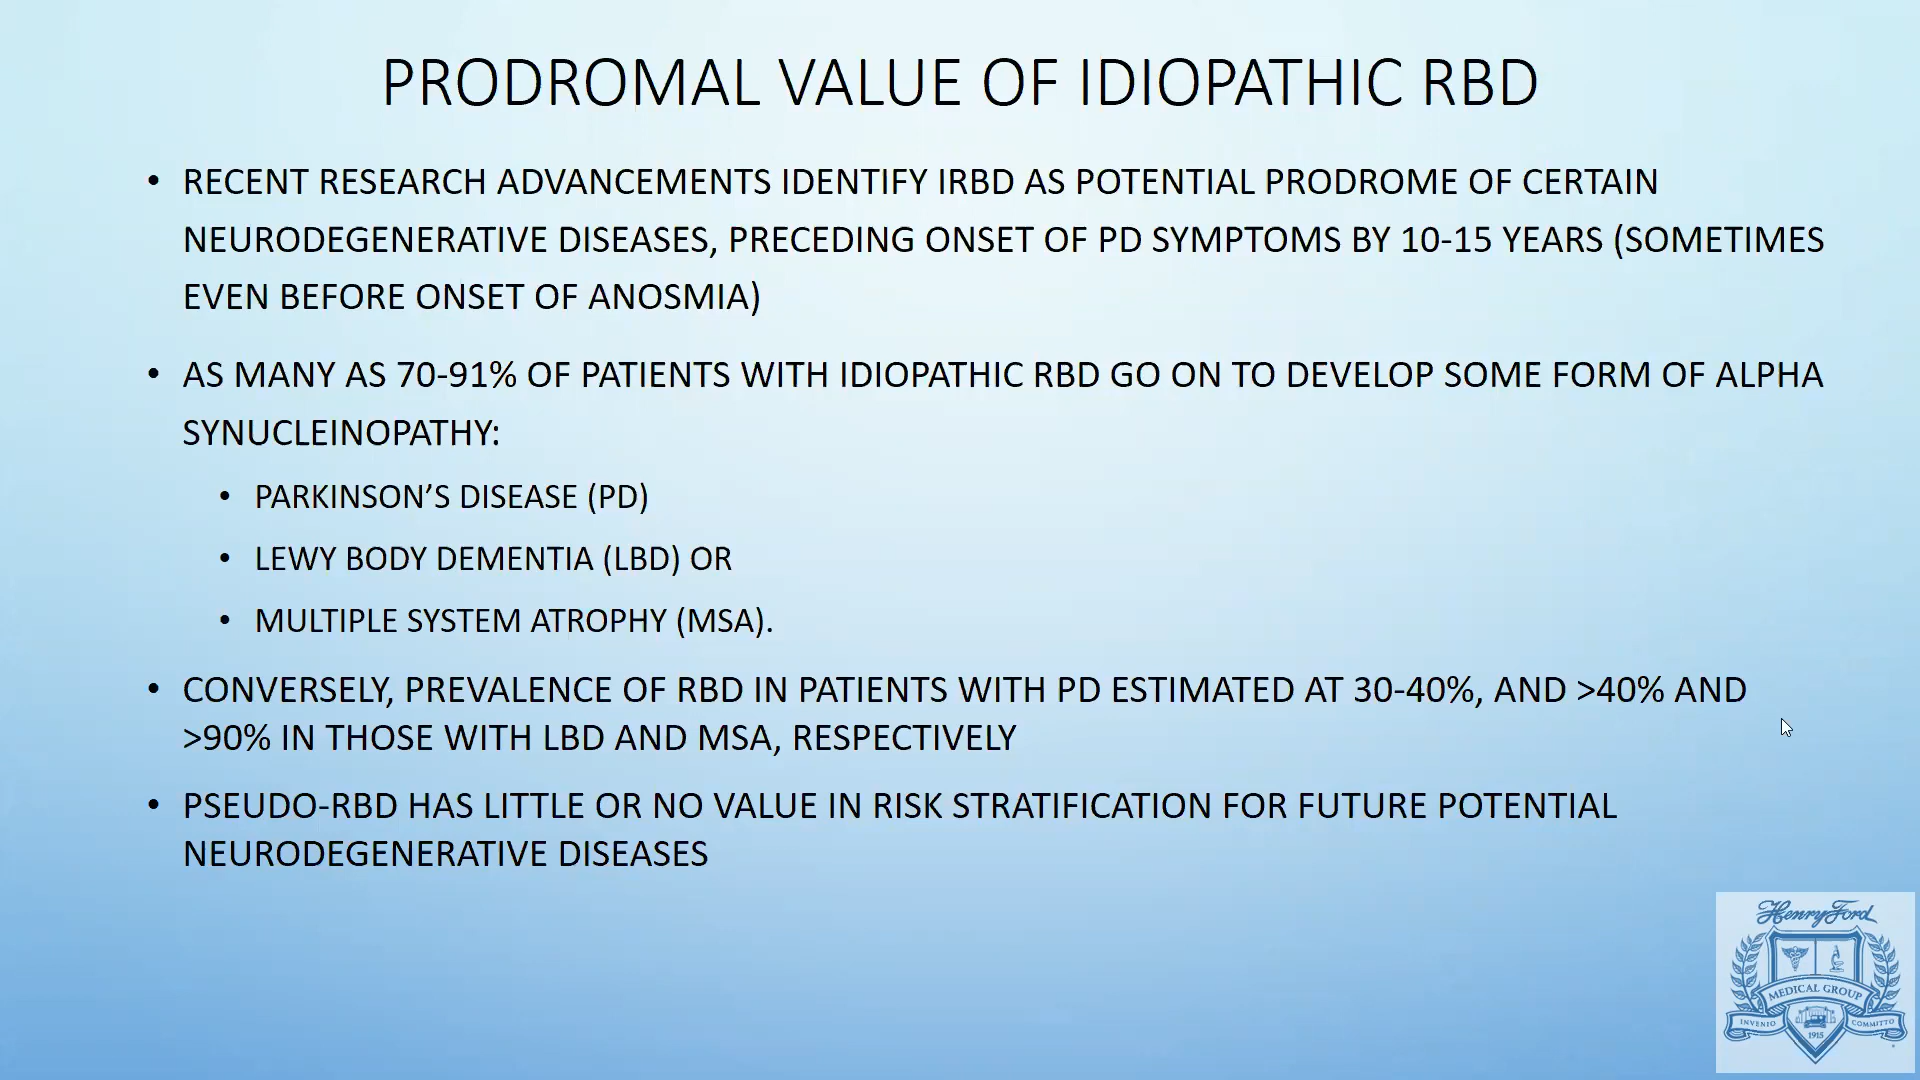 PRODROMAL VALUE OF IDIOPATHIC RBD
• RECENT RESEARCH ADVANCEMENTS IDENTIFY IRBD AS POTENTIAL PRODROME OF CERTAIN
NEURODEGENERATIVE DISEASES, PRECEDING ONSET OF PD SYMPTOMS BY 10-15 YEARS (SOMETIMES
EVEN BEFORE ONSET OF ANOSMIA)
• AS MANY AS 70-91% OF PATIENTS WITH IDIOPATHIC RBD GO ON TO DEVELOP SOME FORM OF ALPHA
SYNUCLEINOPATHY:
• PARKINSON’S DISEASE (PD)
• LEWY BODY DEMENTIA (LBD) OR
• MULTIPLE SYSTEM ATROPHY (MSA).
• CONVERSELY, PREVALENCE OF RBD IN PATIENTS WITH PD ESTIMATED AT 30-40%, AND >40% AND
>90% IN THOSE WITH LBD AND MSA, RESPECTIVELY
• PSEUDO-RBD HAS LITTLE OR NO VALUE IN RISK STRATIFICATION FOR FUTURE POTENTIAL
NEURODEGENERATIVE DISEASES
Henry Ford
MEDICAL GROUP
INVENIO COMMITTO
1915